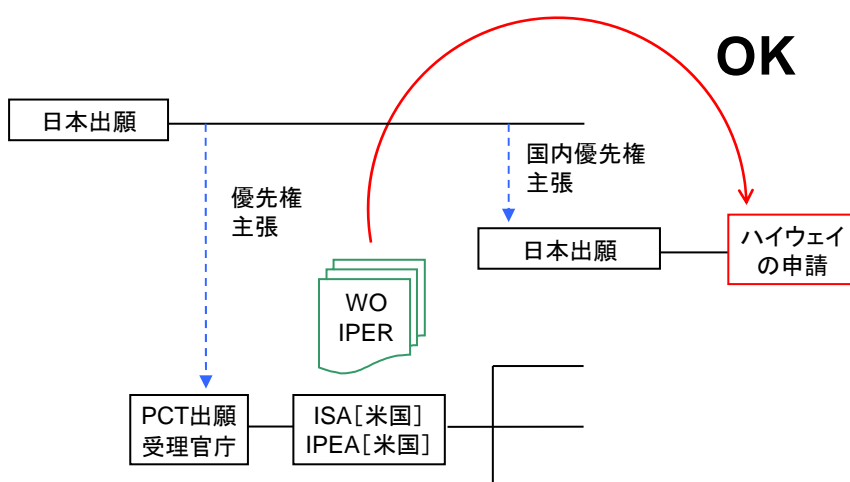 OK
日本出願
国内優先権
主張
優先権
主張
日本出願
ハイウェイ
の申請
WO
IPER
PCT出願
受理官庁
ISA[米国]
IPEA[米国]